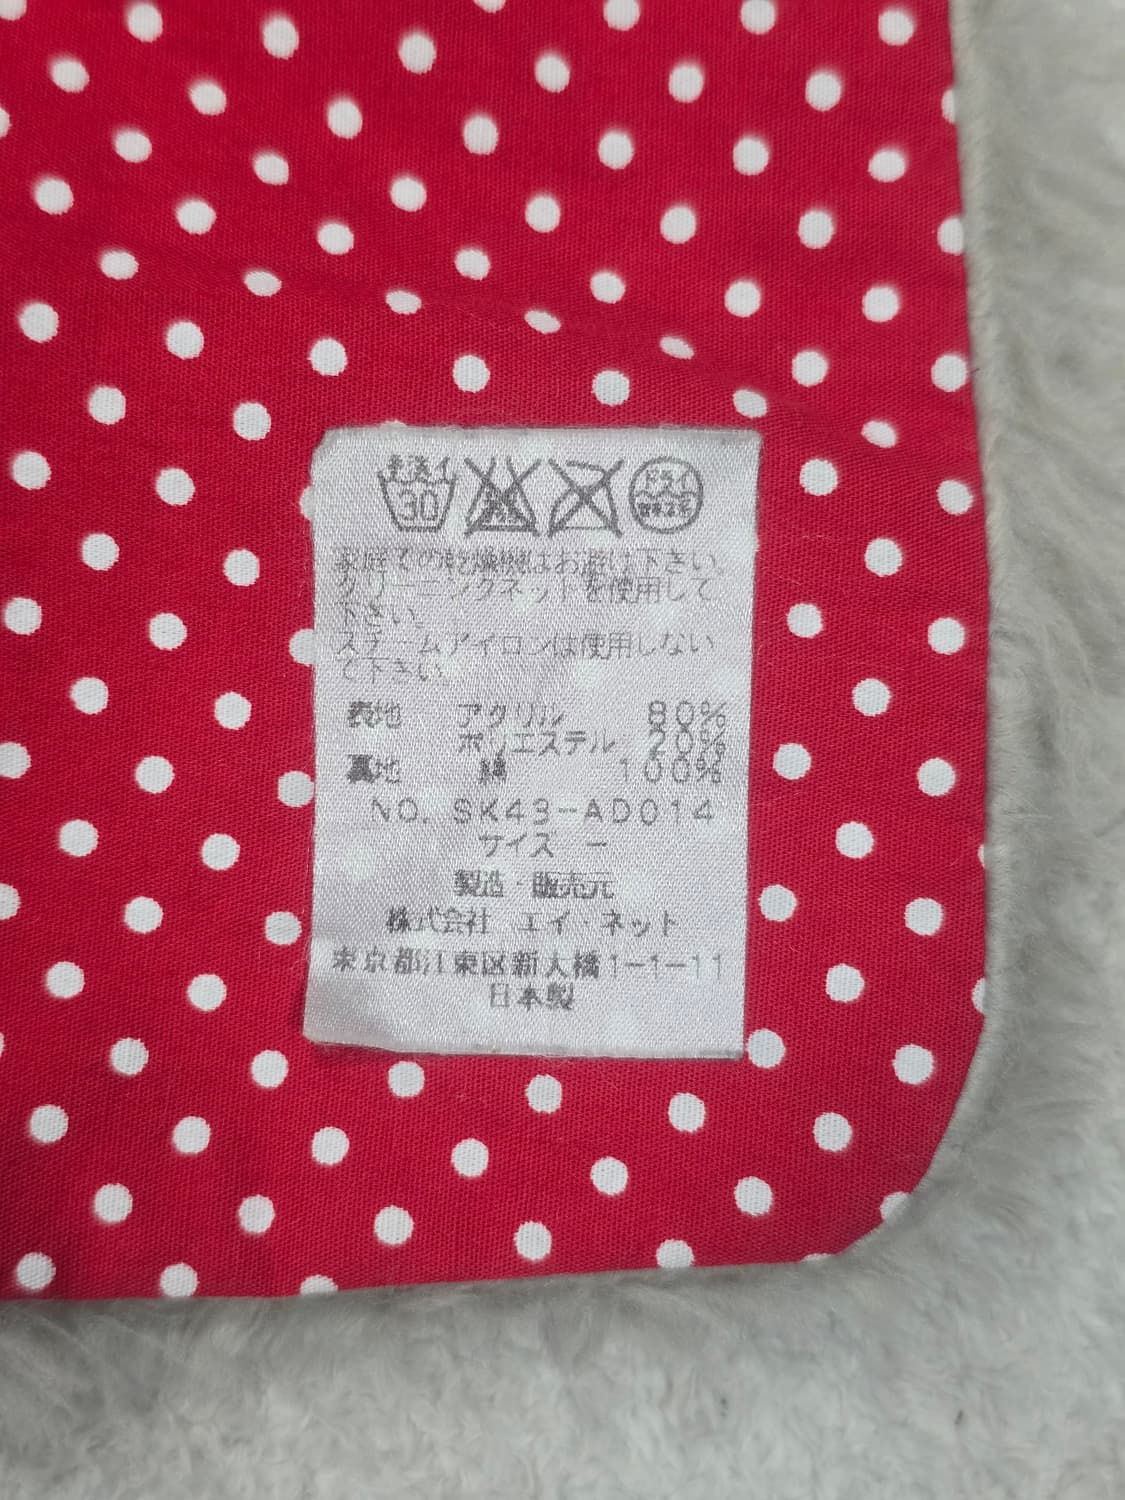 手洗イ
30
ドライ
石油系
家庭での乾燥機はお避け下さい。
クリーニングネットを使用して
下さい。
スチームアイロンは使用しない
で下さい。
表地 アクリル 80%
ポリエステル 20%
裏地 綿 100%
NO. SK43-AD014
サイズ -
製造・販売元
株式会社 エイ・ネット
東京都江東区新大橋1-1-11
日本製